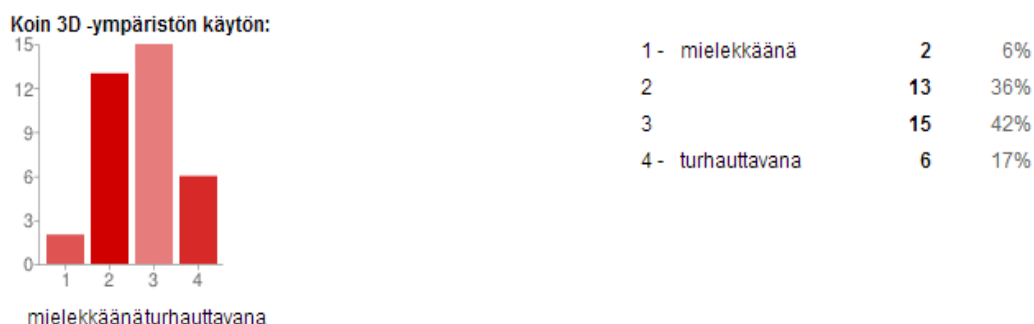 Koin 3D -ympäristön käytön:
15
12
9
6
3
0
1 2 3 4
mielekkäänäturhauttavana
1 - mielekkäänä 2 6%
2 13 36%
3 15 42%
4 - turhauttavana 6 17%